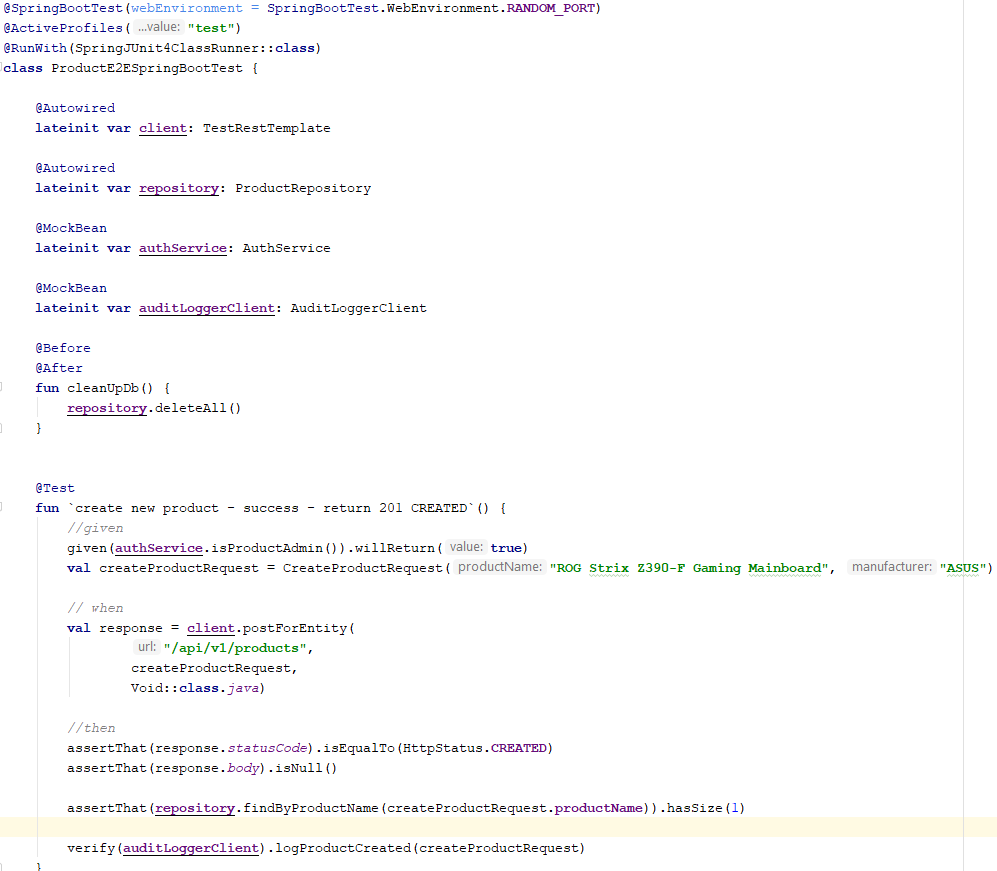 @SpringBootTest(webEnvironment = SpringBootTest.WebEnvironment.RANDOM_PORT)
@ActiveProfiles( ...value: "test")
@RunWith(SpringJUnit4ClassRunner::class)
class ProductE2ESpringBootTest {
@Autowired
lateinit var client: TestRestTemplate
@Autowired
lateinit var repository: ProductRepository
@MockBean
lateinit var authService: AuthService
@MockBean
lateinit var auditLoggerClient: AuditLoggerClient
@Before
@After
fun cleanUpDb() {
repository.deleteAll()
}
@Test
fun `create new product - success - return 201 CREATED`() {
//given
given(authService.isProductAdmin()).willReturn( value: true)
val createProductRequest = CreateProductRequest( productName: "ROG Strix Z390-F Gaming Mainboard", manufacturer: "ASUS")
// when
val response = client.postForEntity(
url: "/api/v1/products",
createProductRequest,
Void::class.java)
//then
assertThat(response.statusCode).isEqualTo(HttpStatus.CREATED)
assertThat(response.body).isNull()
assertThat(repository.findByProductName(createProductRequest.productName)).hasSize(1)
verify(auditLoggerClient).logProductCreated(createProductRequest)
}